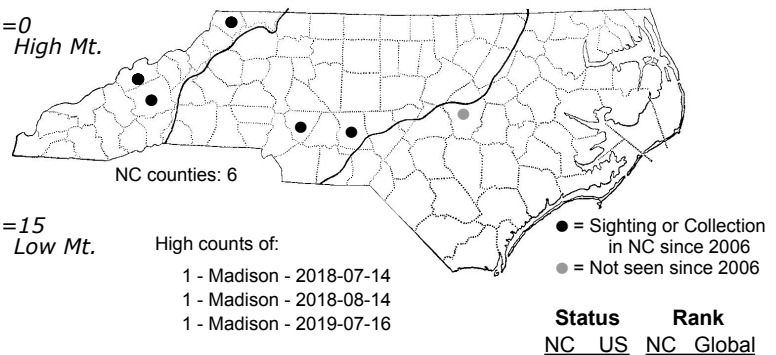 =0
High Mt.
NC counties: 6
=15
Low Mt.
High counts of:
1 - Madison - 2018-07-14
1 - Madison - 2018-08-14
1 - Madison - 2019-07-16
= Sighting or Collection
in NC since 2006
= Not seen since 2006
Status Rank
NC US NC Global